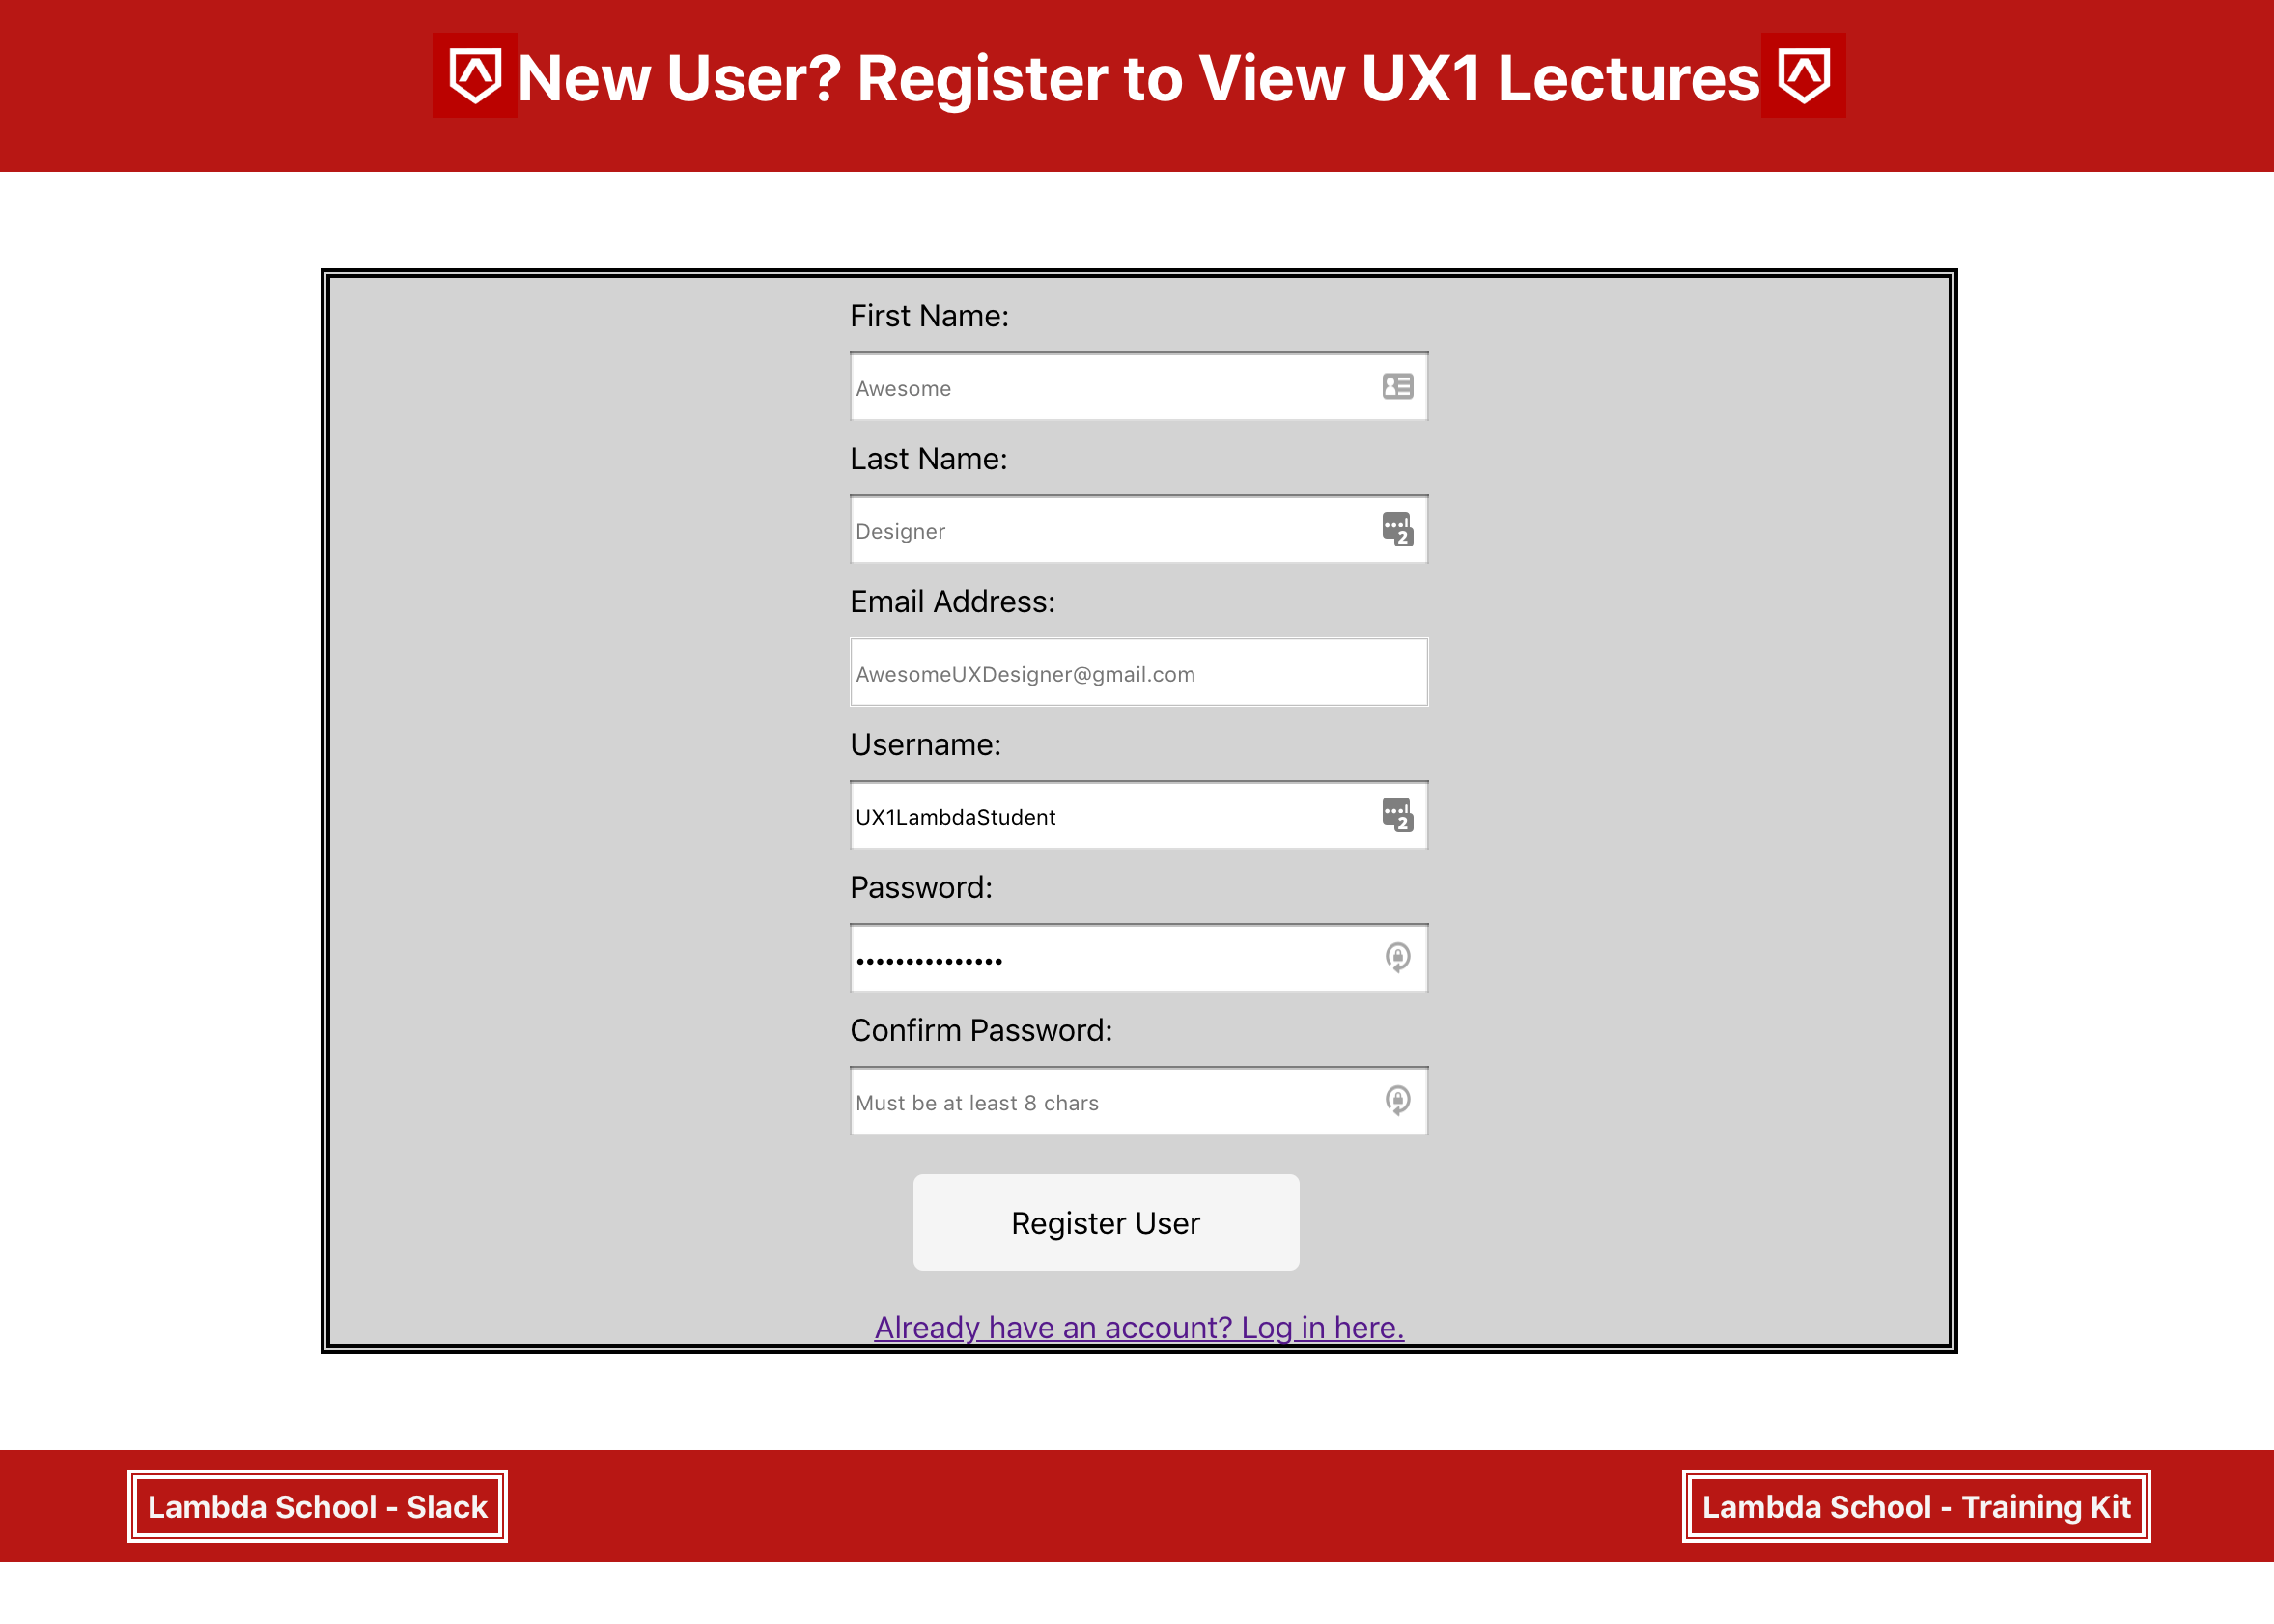 New User? Register to View UX1 Lectures
First Name:
Awesome
Last Name:
Designer
2
Email Address:
AwesomeUXDesigner@gmail.com
Username:
UX1LambdaStudent
2
Password:
•••••••••••••••
Confirm Password:
Must be at least 8 chars
Register User
Already have an account? Log in here.
Lambda School - Slack
Lambda School - Training Kit